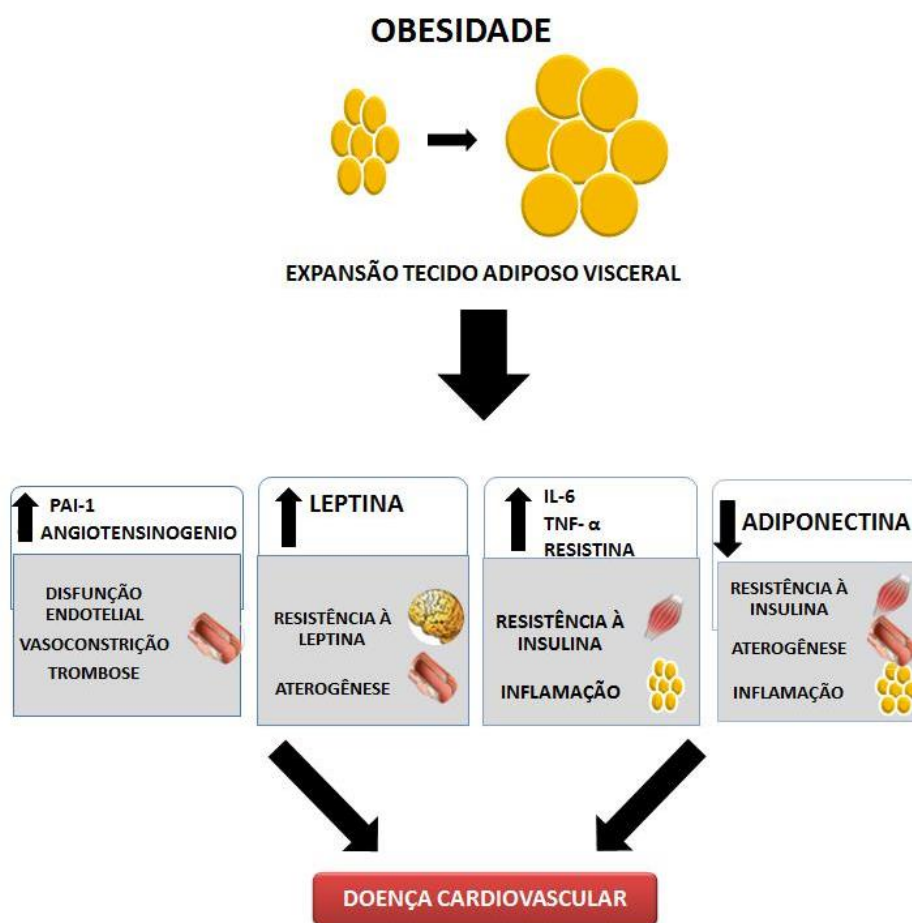 OBESIDADE
EXPANSÃO TECIDO ADIPOSO VISCERAL
PAI-1
ANGIOTENSINOGENIO
DISFUNÇÃO
ENDOTELIAL
VASOCONSTRIÇÃO
TROMBOSE
LEPTINA
RESISTÊNCIA À
LEPTINA
ATEROGÊNESE
IL-6
TNF- α
RESISTINA
RESISTÊNCIA À
INSULINA
INFLAMAÇÃO
ADIPONECTINA
RESISTÊNCIA À
INSULINA
ATEROGÊNESE
INFLAMAÇÃO
DOENÇA CARDIOVASCULAR